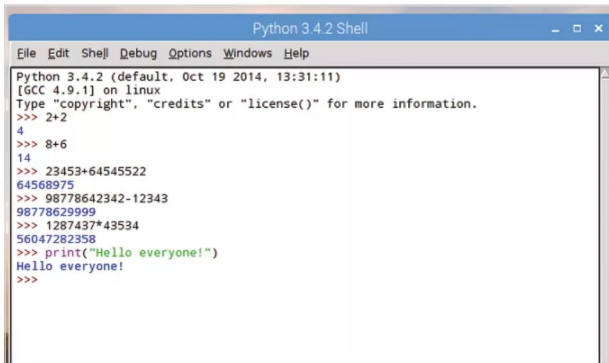 Python 3.4.2 Shell
File Edit Shell Debug Options Windows Help
Python 3.4.2 (default, Oct 19 2014, 13:31:11)
[GCC 4.9.1] on linux
Type "copyright", "credits" or "license()" for more information.
>>> 2+2
4
>>> 8+6
14
>>> 23453+64545522
64568975
>>> 98778642342-12343
98778629999
>>> 1287437*43534
56047282358
>>> print("Hello everyone!")
Hello everyone!
>>>